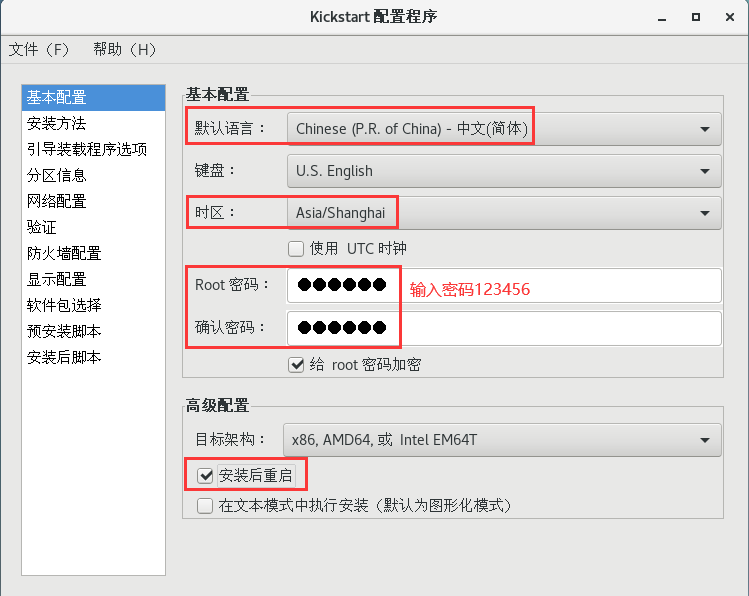 Kickstart 配置程序
文件（F） 帮助（H）
基本配置
安装方法
引导装载程序选项
分区信息
网络配置
验证
防火墙配置
显示配置
软件包选择
预安装脚本
安装后脚本
基本配置
默认语言： Chinese (P.R. of China) - 中文(简体)
键盘： U.S. English
时区： Asia/Shanghai
使用 UTC 时钟
Root 密码： ●●●●●● 输入密码123456
确认密码： ●●●●●●
给 root 密码加密
高级配置
目标架构： x86, AMD64, 或 Intel EM64T
安装后重启
在文本模式中执行安装（默认为图形化模式）